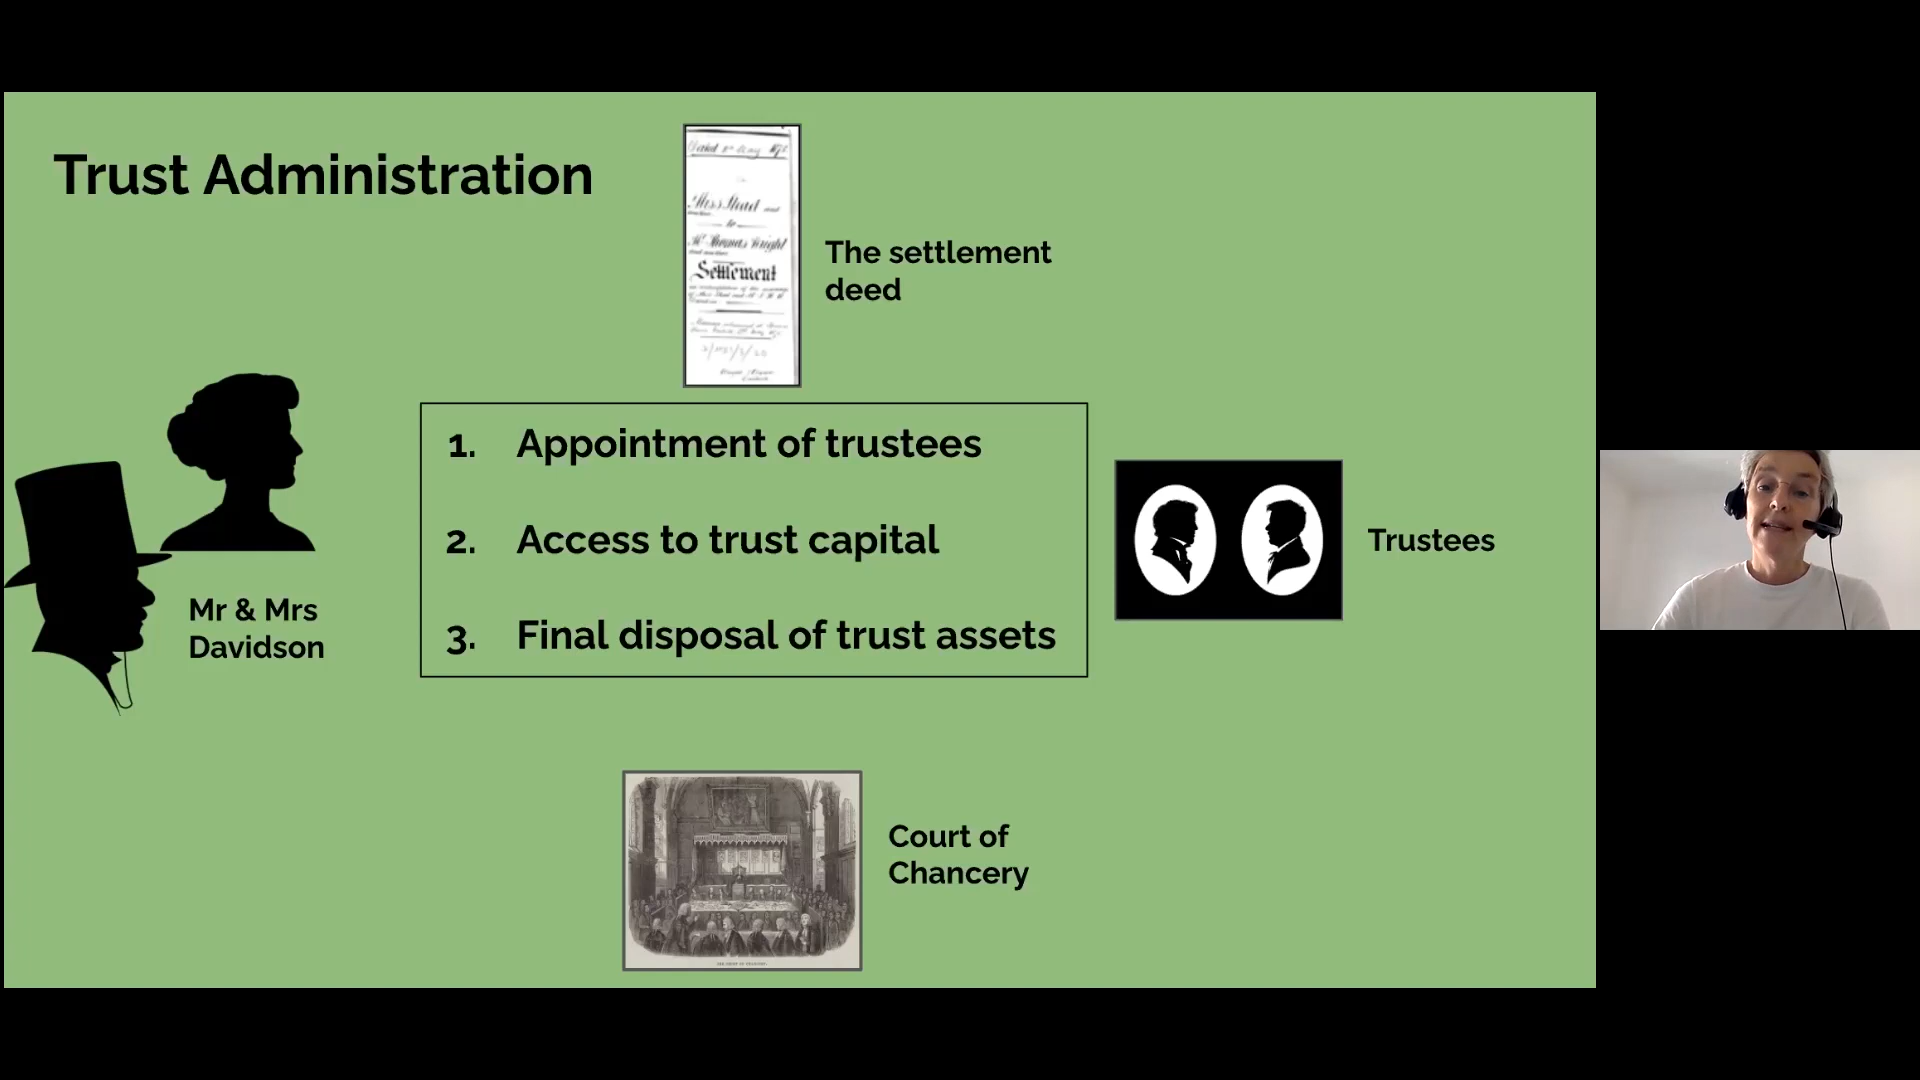 Trust Administration
The settlement
deed
Settlement
1. Appointment of trustees
2. Access to trust capital
3. Final disposal of trust assets
Mr & Mrs
Davidson
Trustees
Court of
Chancery